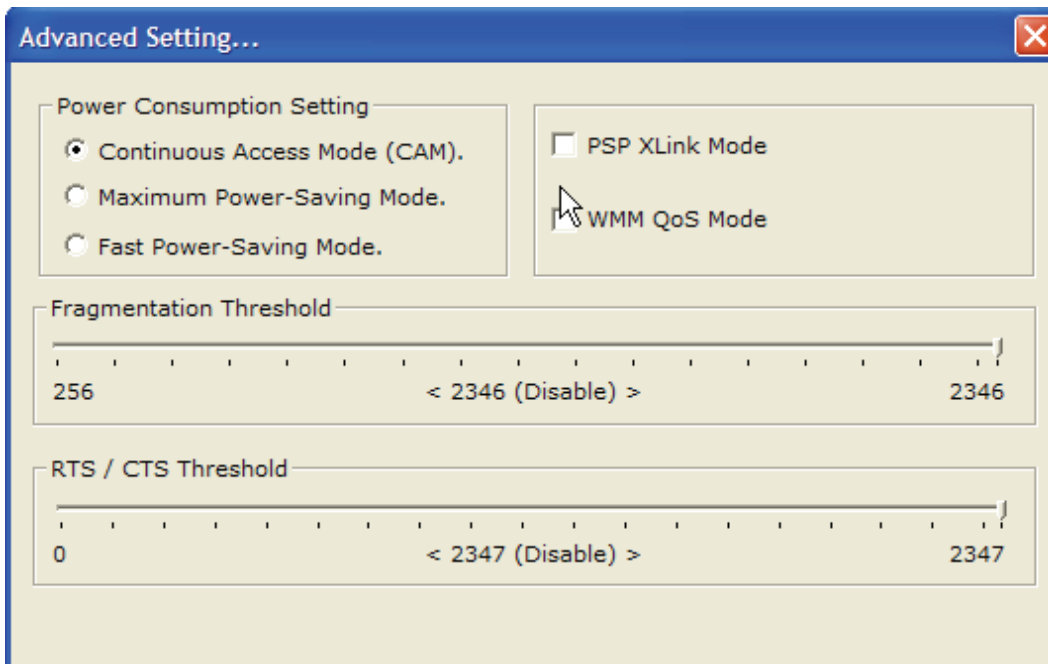 Advanced Setting...
Power Consumption Setting
Continuous Access Mode (CAM).
Maximum Power-Saving Mode.
Fast Power-Saving Mode.
PSP XLink Mode
WMM QoS Mode
Fragmentation Threshold
256 < 2346 (Disable) > 2346
RTS / CTS Threshold
0 < 2347 (Disable) > 2347